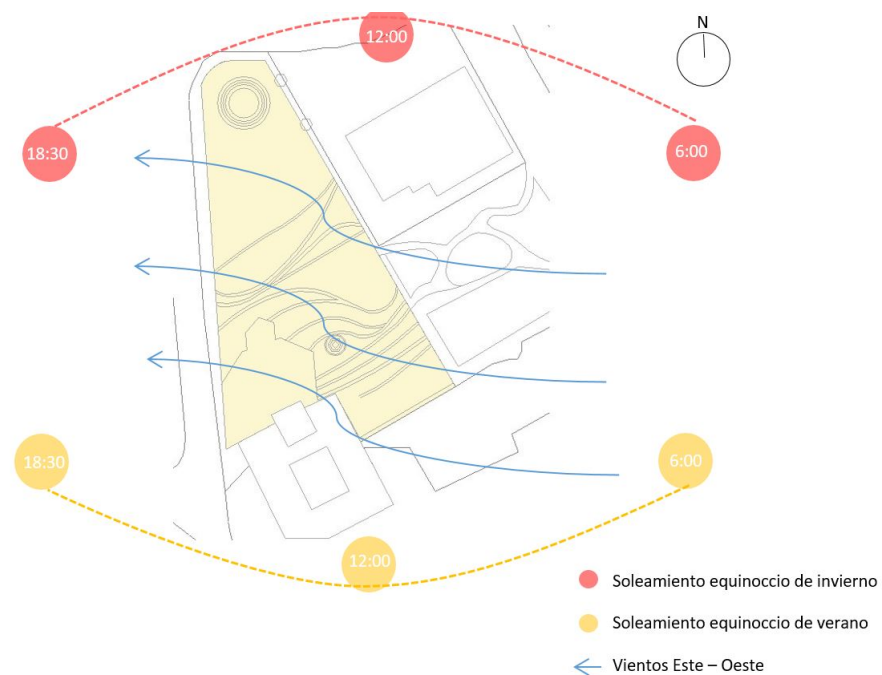 N
12:00
18:30
6:00
18:30
6:00
12:00
Soleamiento equinoccio de invierno
Soleamiento equinoccio de verano
Vientos Este – Oeste